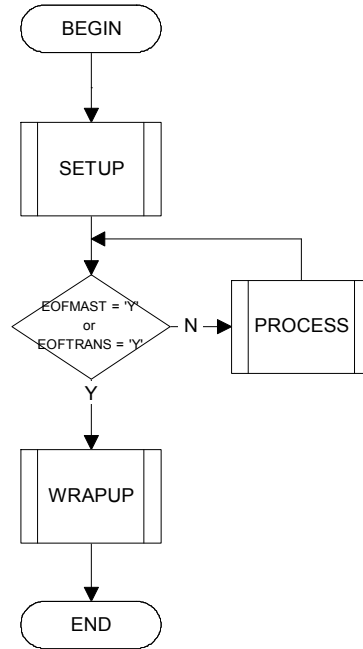 BEGIN
SETUP
EOFMAST = 'Y'
or
EOFTRANS = 'Y'
N
PROCESS
Y
WRAPUP
END